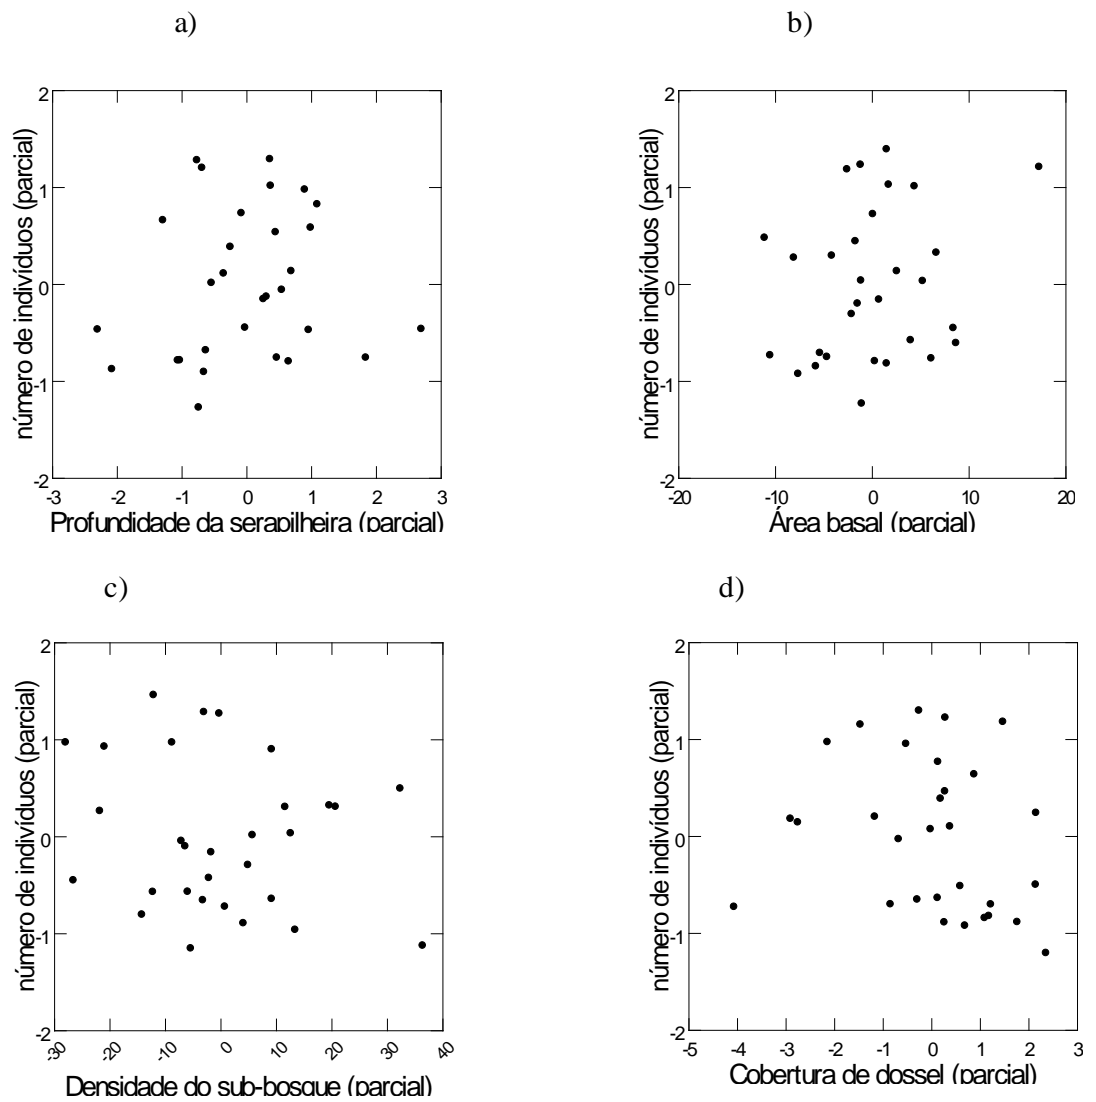 a)
b)
2
1
0
-1
-2
número de indivíduos (parcial)
-3 -2 -1 0 1 2 3
Profundidade da serapilheira (parcial)
2
1
0
-1
-2
número de indivíduos (parcial)
-20 -10 0 10 20
Área basal (parcial)
c)
d)
2
1
0
-1
-2
número de indivíduos (parcial)
-30 -20 -10 0 10 20 30 40
Densidade do sub-bosque (parcial)
2
1
0
-1
-2
número de indivíduos (parcial)
-5 -4 -3 -2 -1 0 1 2 3
Cobertura de dossel (parcial)